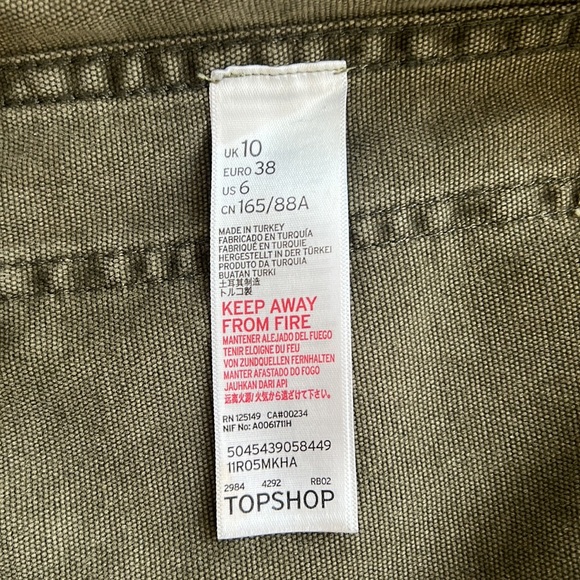 UK 10
EURO 38
US 6
CN 165/88A
MADE IN TURKEY
FABRICADO EN TURQUÍA
FABRIQUÉ EN TURQUIE
HERGESTELLT IN DER TÜRKEI
PRODUTO DA TURQUIA
BUATAN TURKI
土耳其制造
トルコ製
KEEP AWAY
FROM FIRE
MANTENER ALEJADO DEL FUEGO
TENIR ELOIGNE DU FEU
VON ZUNDQUELLEN FERNHALTEN
MANTER AFASTADO DO FOGO
JAUHKAN DARI API
远离火源/火気から遠ざけて下さい。
RN 125149 CA#00234
NIF No: A0061711H
5045439058449
11R05MKHA
2984 4292 RB02
TOPSHOP